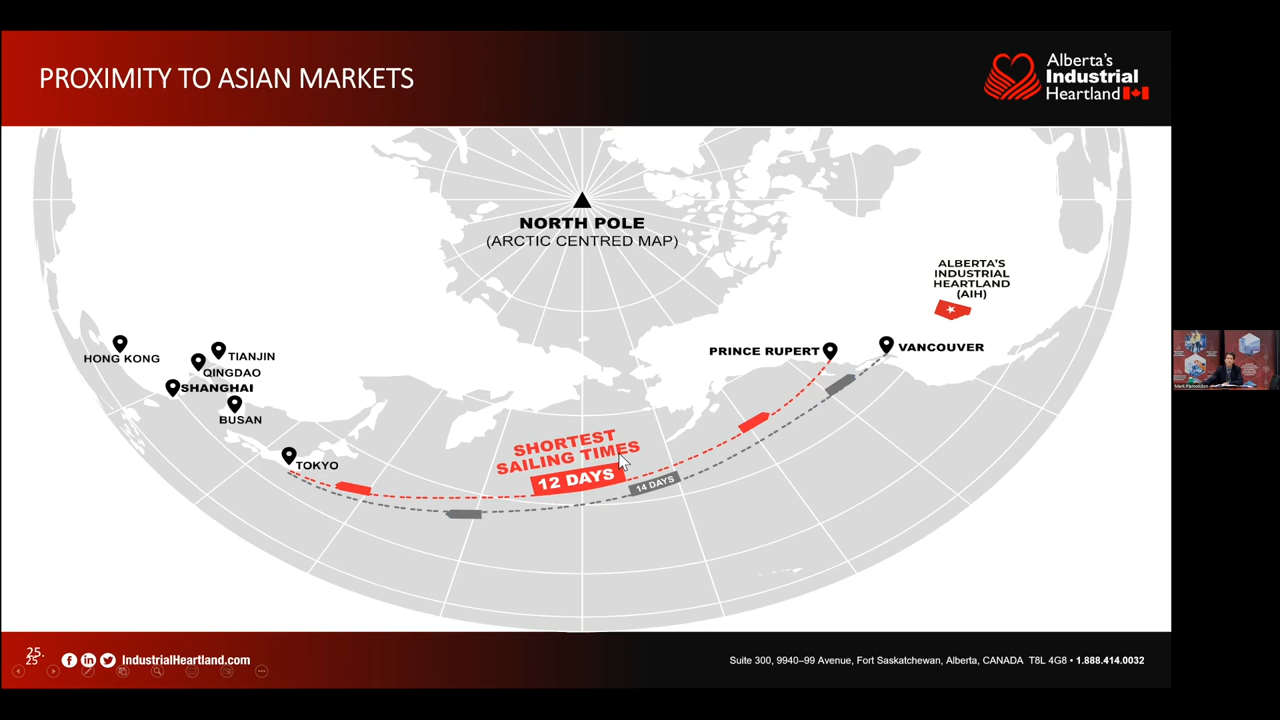 PROXIMITY TO ASIAN MARKETS
Alberta's
Industrial
Heartland
NORTH POLE
(ARCTIC CENTRED MAP)
ALBERTA'S
INDUSTRIAL
HEARTLAND
(AIH)
HONG KONG
TIANJIN
QINGDAO
SHANGHAI
BUSAN
TOKYO
PRINCE RUPERT
VANCOUVER
SHORTEST
SAILING TIMES
12 DAYS
14 DAYS
25.
25
IndustrialHeartland.com
Suite 300, 9940–99 Avenue, Fort Saskatchewan, Alberta, CANADA T8L 4G8 • 1.888.414.0032